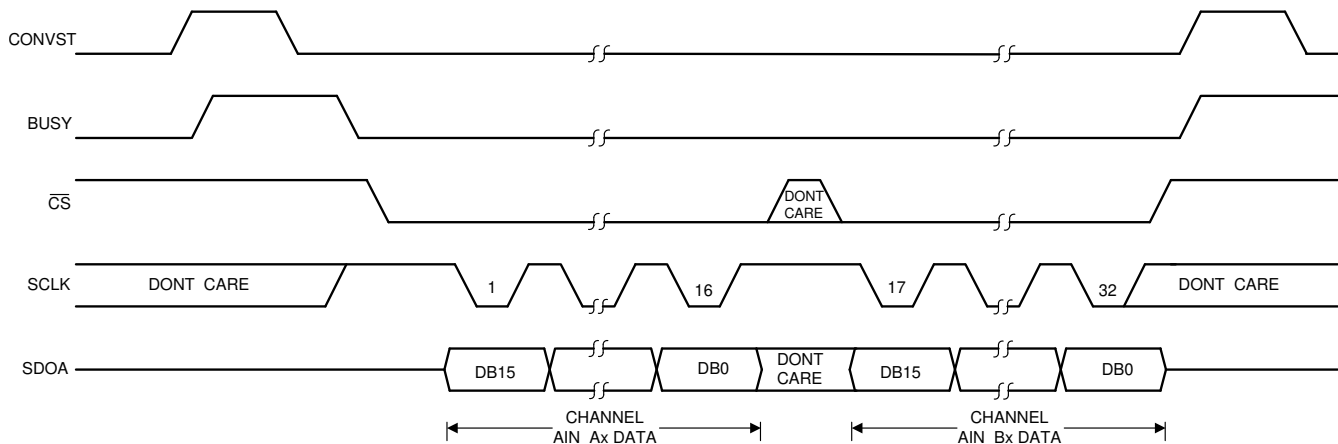 CONVST
BUSY
CS
DONT
CARE
SCLK
DONT CARE
1
16
17
32
DONT CARE
SDOA
DB15
DB0
DONT
CARE
DB15
DB0
CHANNEL
AIN Ax DATA
CHANNEL
AIN Bx DATA